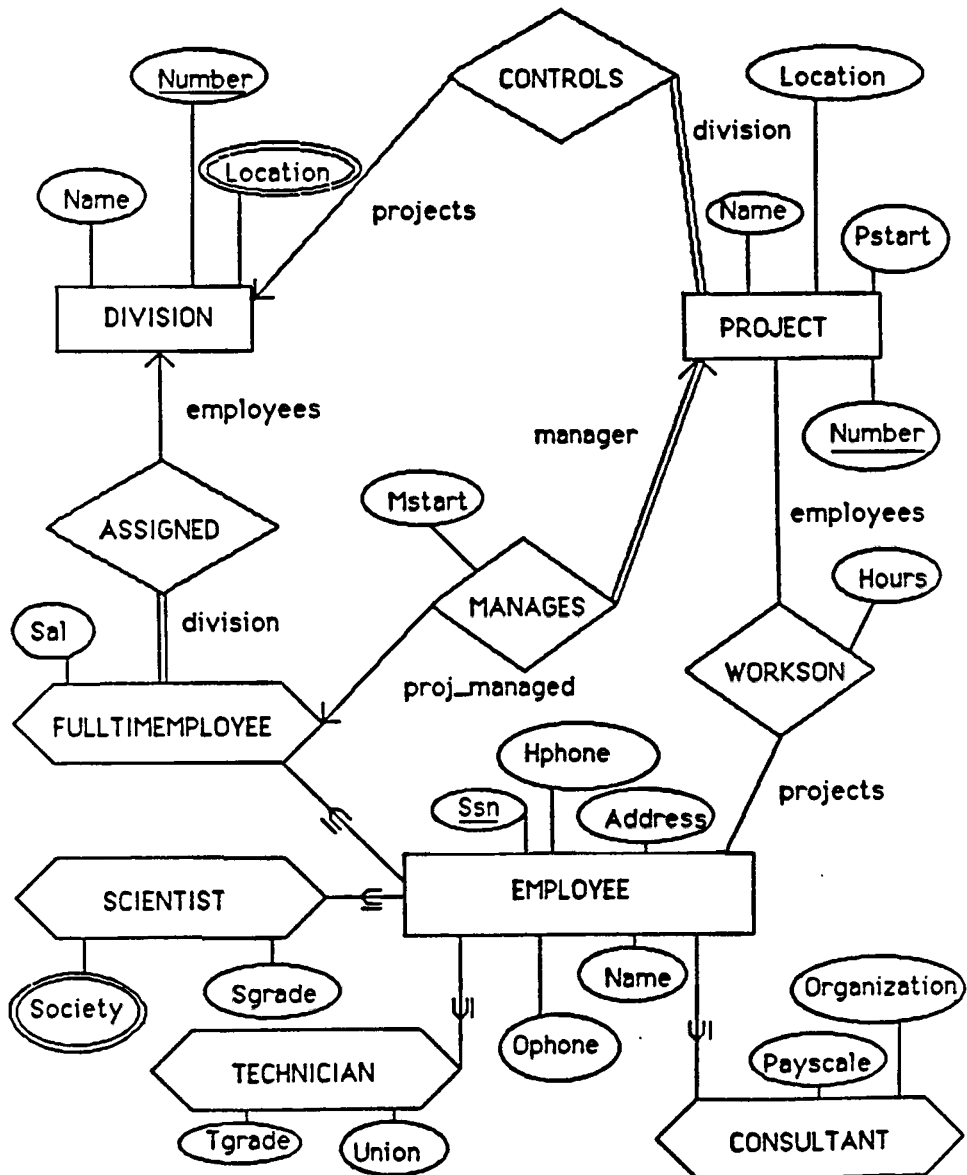 CONTROLS
Number
Location
division
Location
Name
projects
Name
Pstart
DIVISION
PROJECT
employees
manager
Number
Mstart
ASSIGNED
employees
MANAGES
Hours
Sal
division
WORKSON
proj_managed
FULLTIMEMPLOYEE
Hphone
projects
Ssn
Address
SCIENTIST
EMPLOYEE
Society
Sgrade
Name
Organization
Ophone
TECHNICIAN
Payscale
Tgrade
Union
CONSULTANT